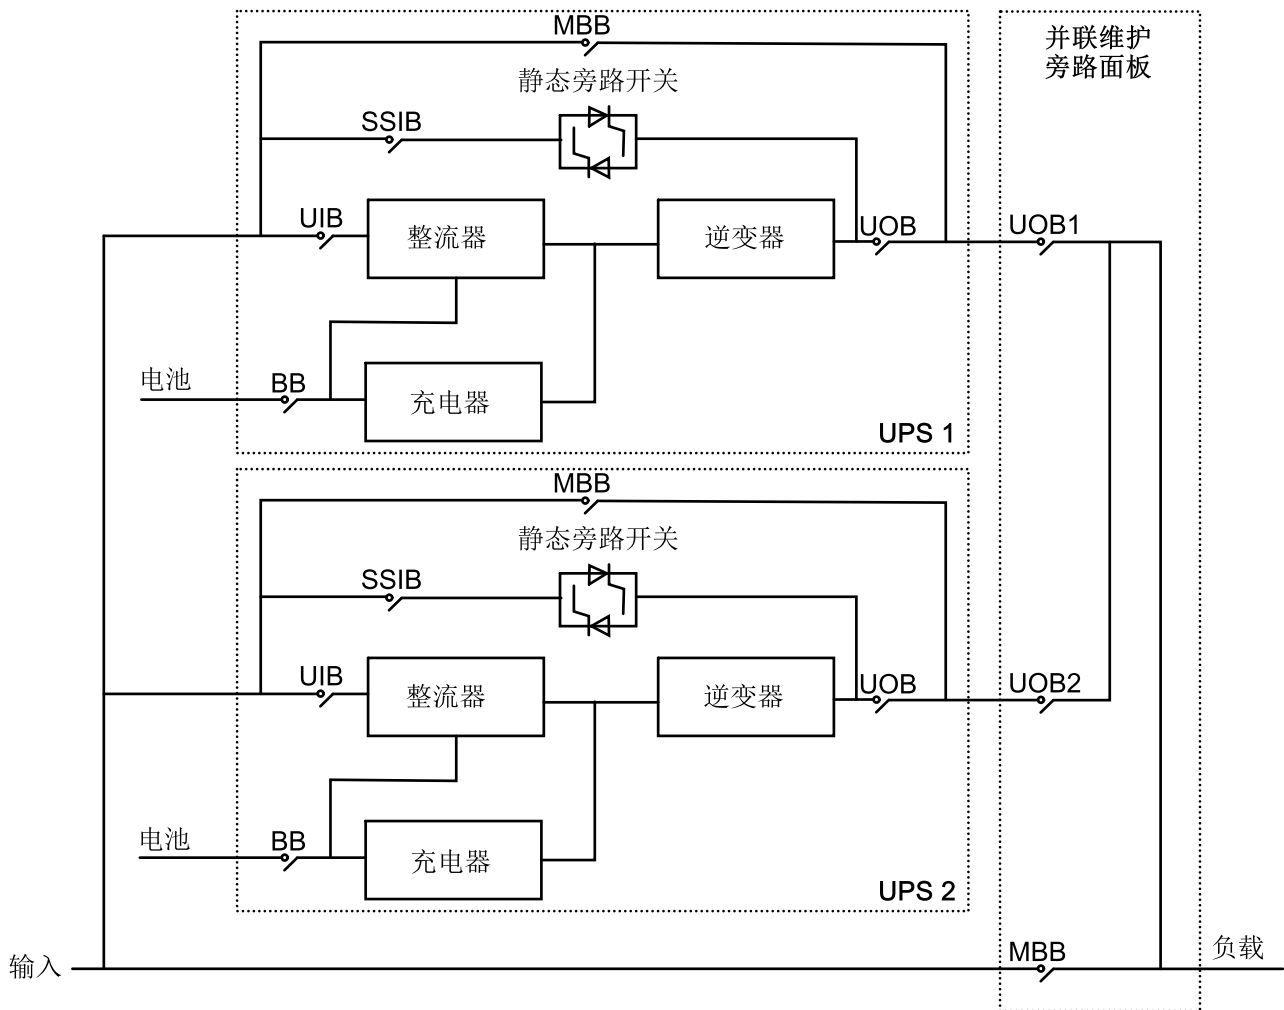 MBB
并联维护
旁路面板
静态旁路开关
SSIB
UIB
整流器
逆变器
UOB
UOB1
电池
BB
充电器
UPS 1
MBB
静态旁路开关
SSIB
UIB
整流器
逆变器
UOB
UOB2
电池
BB
充电器
UPS 2
输入
MBB
负载